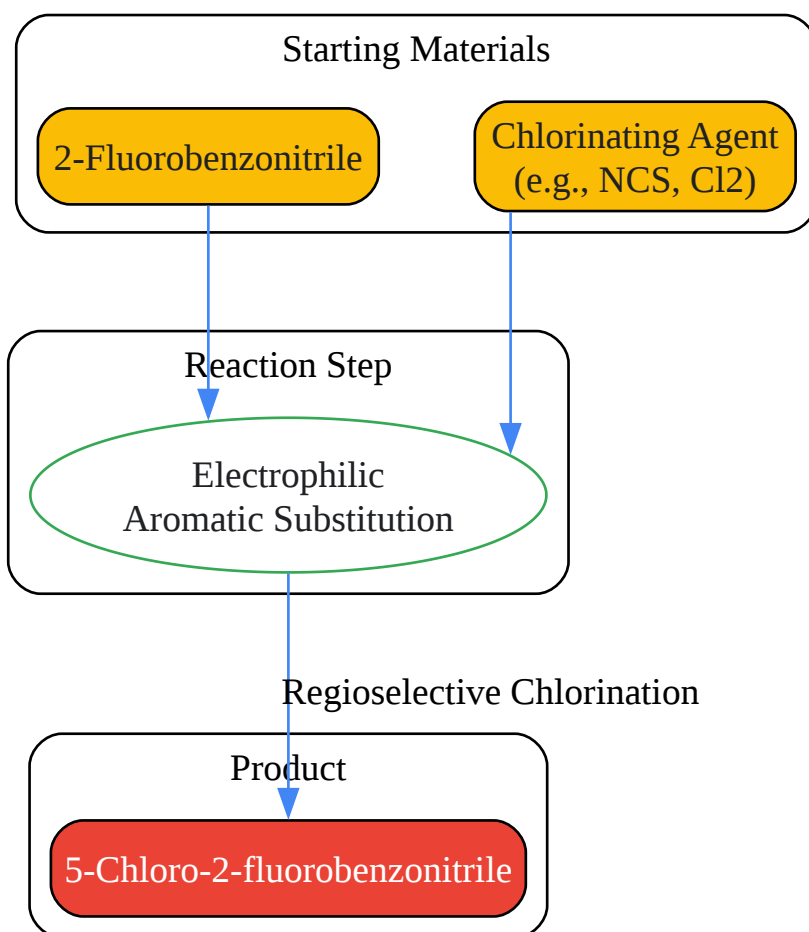 Starting Materials
2-Fluorobenzonitrile
Chlorinating Agent
(e.g., NCS, Cl2)
Reaction Step
Electrophilic
Aromatic Substitution
Regioselective Chlorination
Product
5-Chloro-2-fluorobenzonitrile